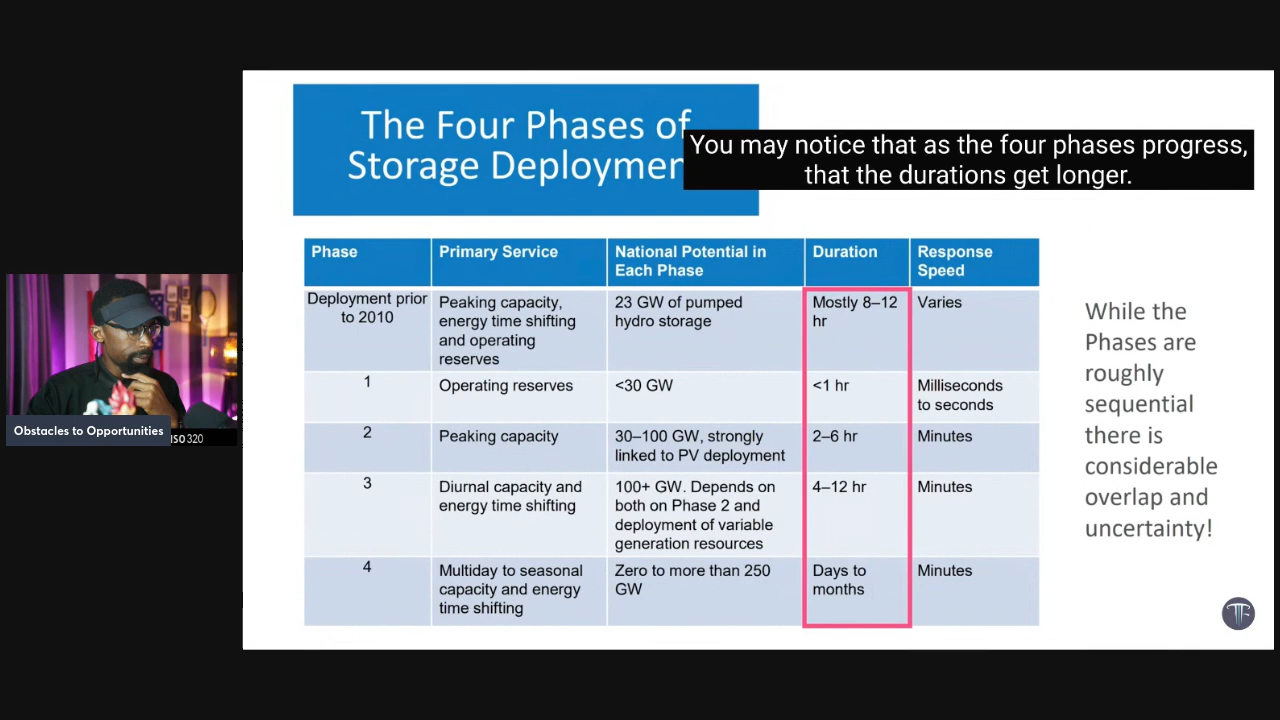 The Four Phases of
Storage Deploymen
You may notice that as the four phases progress,
that the durations get longer.
Phase
Primary Service
National Potential in
Each Phase
Duration
Response
Speed
Deployment prior
to 2010
Peaking capacity,
energy time shifting
and operating
reserves
23 GW of pumped
hydro storage
Mostly 8–12
hr
Varies
1
Operating reserves
<30 GW
<1 hr
Milliseconds
to seconds
2
Peaking capacity
30–100 GW, strongly
linked to PV deployment
2–6 hr
Minutes
3
Diurnal capacity and
energy time shifting
100+ GW. Depends on
both on Phase 2 and
deployment of variable
generation resources
4–12 hr
Minutes
4
Multiday to seasonal
capacity and energy
time shifting
Zero to more than 250
GW
Days to
months
Minutes
While the
Phases are
roughly
sequential
there is
considerable
overlap and
uncertainty!
Obstacles to Opportunities
ISO 320
TF